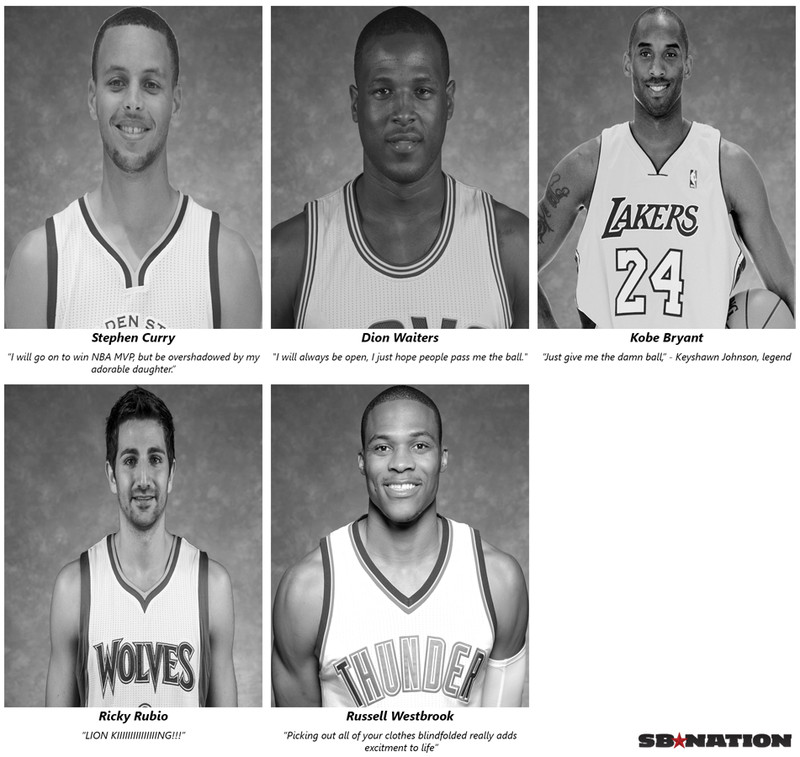 DEN ST
Stephen Curry
"I will go on to win NBA MVP, but be overshadowed by my
adorable daughter."
Dion Waiters
"I will always be open, I just hope people pass me the ball."
LAKERS
24
Kobe Bryant
"Just give me the damn ball," - Keyshawn Johnson, legend
WOLVES
Ricky Rubio
"LION KIIIIIIIIIIIIIIIING!!!"
THUNDER
Russell Westbrook
"Picking out all of your clothes blindfolded really adds
excitment to life"
SB NATION